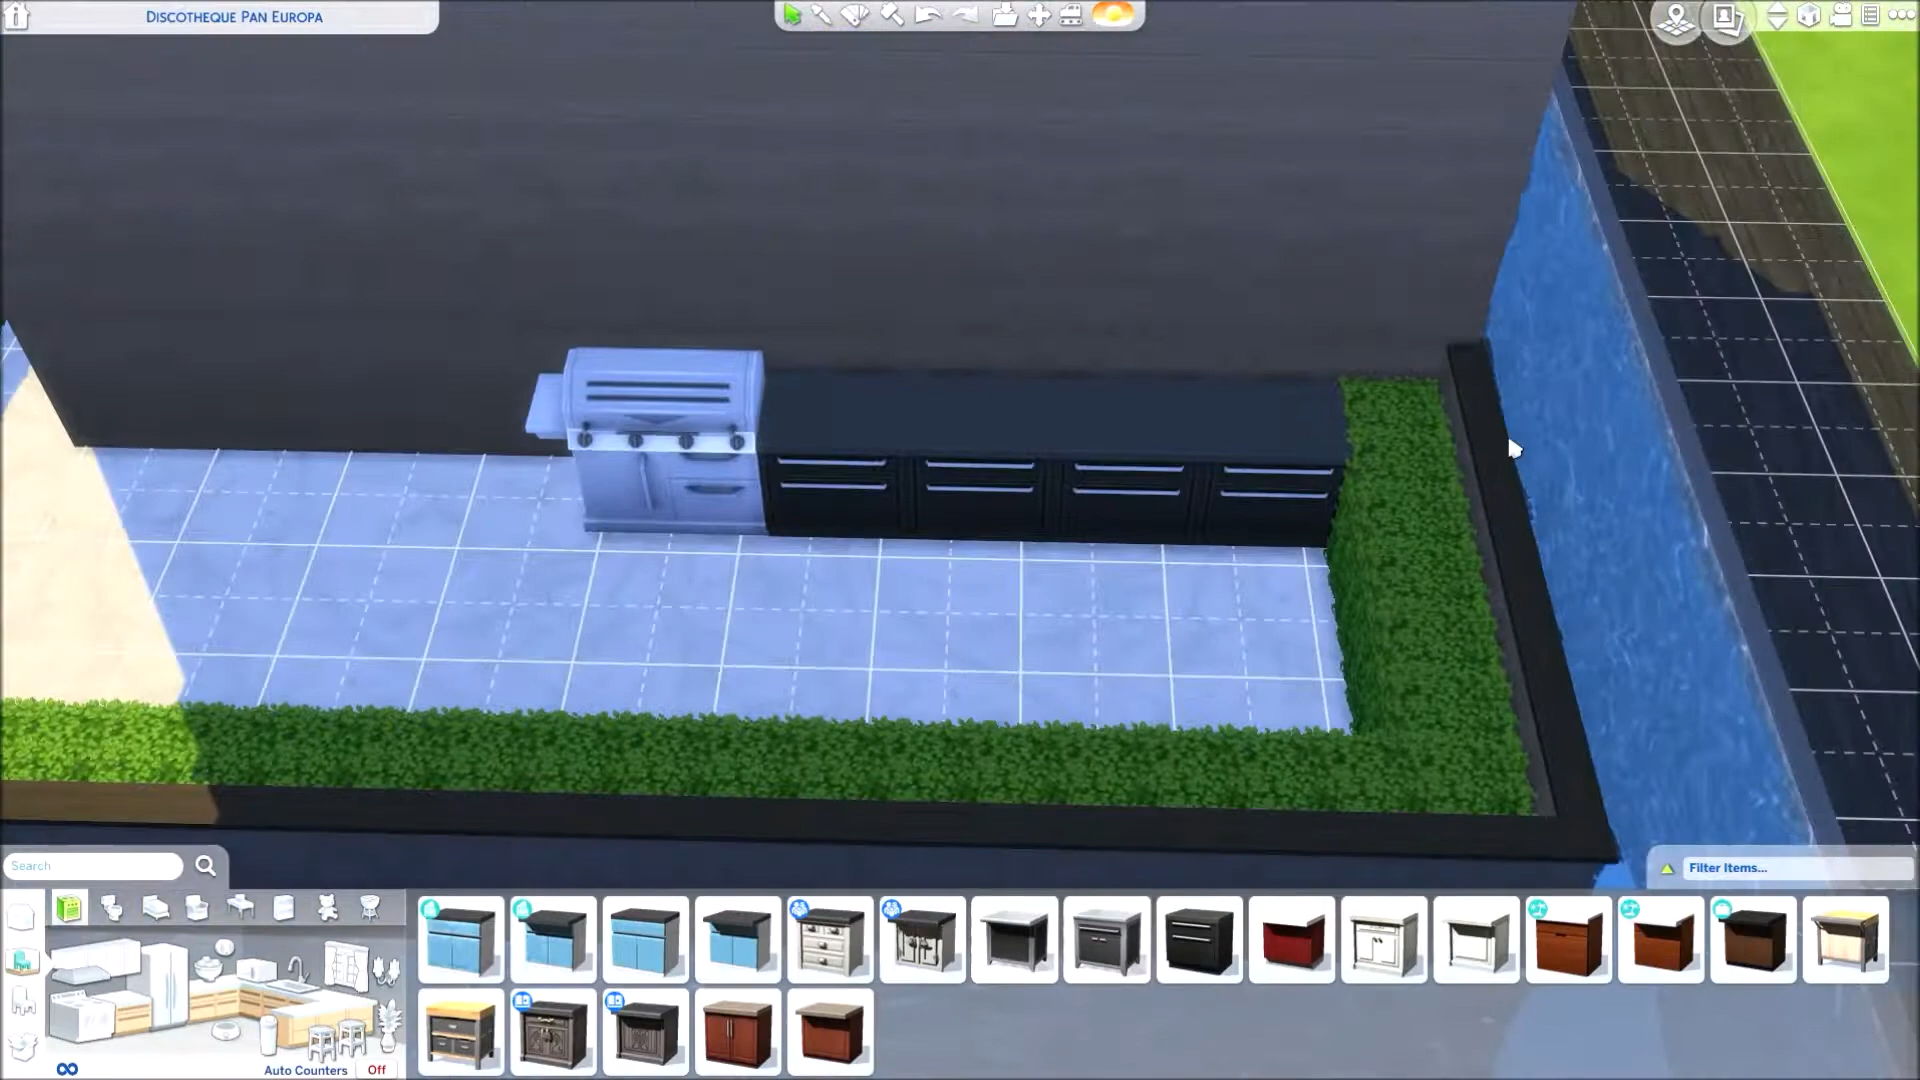 Discotheque Pan Europa
Search
Filter Items...
Auto Counters
Off